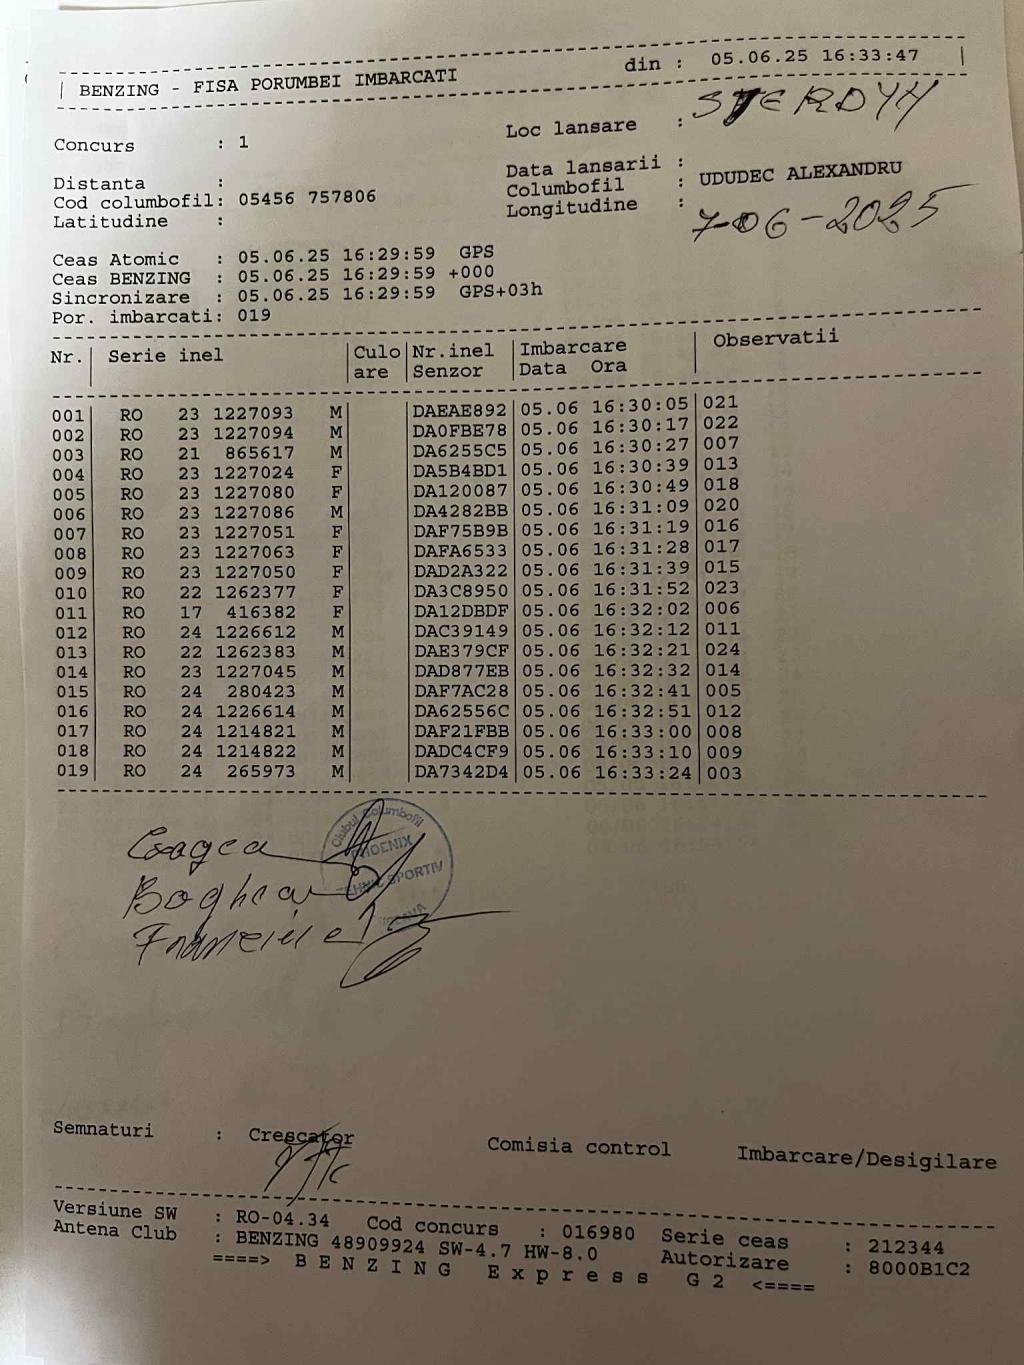 BENZING - FISA PORUMBEI IMBARCATI din : 05.06.25 16:33:47
Concurs : 1 Loc lansare : STERDYN
Distanta : Data lansarii :
Cod columbofil: 05456 757806 Columbofil : UDUDEC ALEXANDRU
Latitudine : Longitudine :
7-06-2025
Ceas Atomic : 05.06.25 16:29:59 GPS
Ceas BENZING : 05.06.25 16:29:59 +000
Sincronizare : 05.06.25 16:29:59 GPS+03h
Por. imbarcati: 019
Nr. Serie inel Culo Nr.inel Imbarcare Observatii
are Senzor Data Ora
001 RO 23 1227093 M DAEAE892 05.06 16:30:05 021
002 RO 23 1227094 M DA0FBE78 05.06 16:30:17 022
003 RO 21 865617 M DA6255C5 05.06 16:30:27 007
004 RO 23 1227024 F DA5B4BD1 05.06 16:30:39 013
005 RO 23 1227080 F DA120087 05.06 16:30:49 018
006 RO 23 1227086 M DA4282BB 05.06 16:31:09 020
007 RO 23 1227051 F DAF75B9B 05.06 16:31:19 016
008 RO 23 1227063 F DAFA6533 05.06 16:31:28 017
009 RO 23 1227050 F DAD2A322 05.06 16:31:39 015
010 RO 22 1262377 F DA3C8950 05.06 16:31:52 023
011 RO 17 416382 F DA12DBDF 05.06 16:32:02 006
012 RO 24 1226612 M DAC39149 05.06 16:32:12 011
013 RO 22 1262383 M DAE379CF 05.06 16:32:21 024
014 RO 23 1227045 M DAD877EB 05.06 16:32:32 014
015 RO 24 280423 M DAF7AC28 05.06 16:32:41 005
016 RO 24 1226614 M DA62556C 05.06 16:32:51 012
017 RO 24 1214821 M DAF21FBB 05.06 16:33:00 008
018 RO 24 1214822 M DADC4CF9 05.06 16:33:10 009
019 RO 24 265973 M DA7342D4 05.06 16:33:24 003
Clubul Columbofil
PHOENIX
SPORTIV
Semnaturi : Crescator Comisia control Imbarcare/Desigilare
Versiune SW : RO-04.34 Cod concurs : 016980 Serie ceas : 212344
Antena Club : BENZING 48909924 SW-4.7 HW-8.0 Autorizare : 8000B1C2
====> B E N Z I N G E x p r e s s G 2 <====